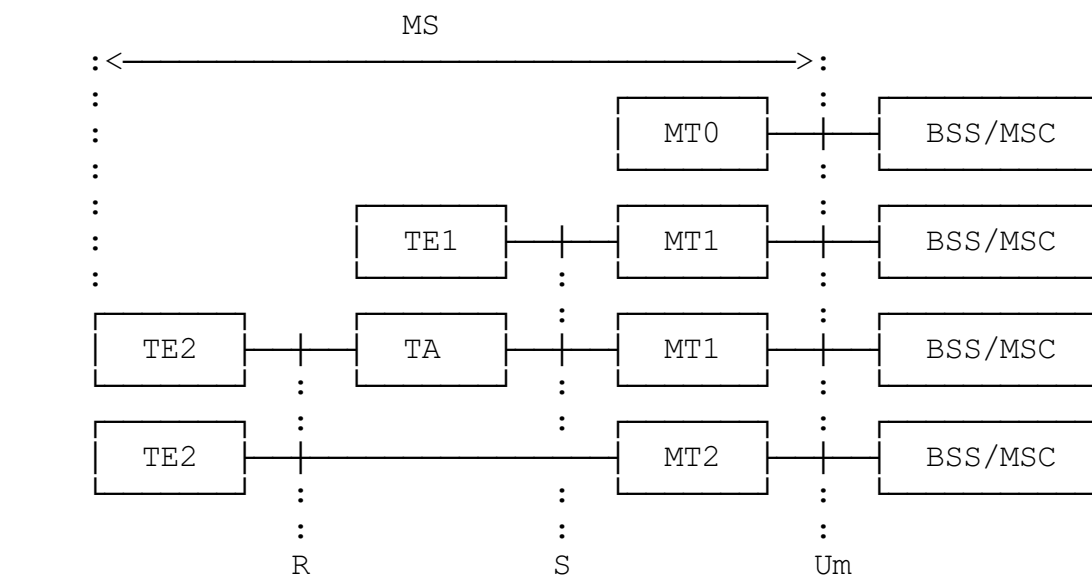 MS
MT0 BSS/MSC
TE1 MT1 BSS/MSC
TE2 TA MT1 BSS/MSC
TE2 MT2 BSS/MSC
R S Um